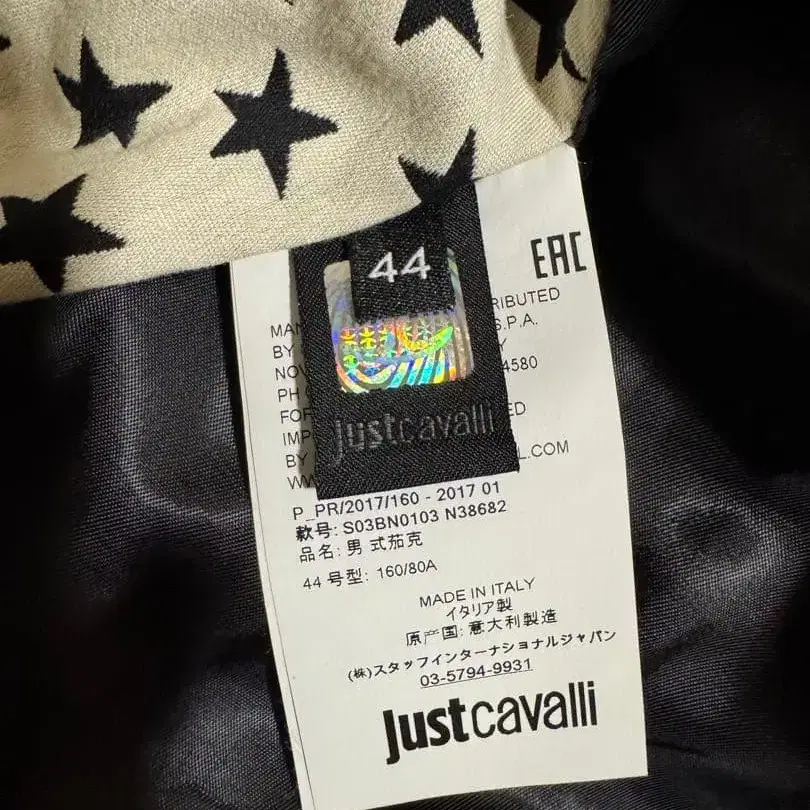 44
EAC
justcavalli
RIBUTED
S.P.A.
BY
4580
PH
FOR
ED
IMP
BY
L.COM
P_PR/2017/160 - 2017 01
款号: S03BN0103 N38682
品名: 男 式茄克
44 号型: 160/80A
MADE IN ITALY
イタリア製
原产国: 意大利製造
(株)スタッフインターナショナルジャパン
03-5794-9931
justcavalli